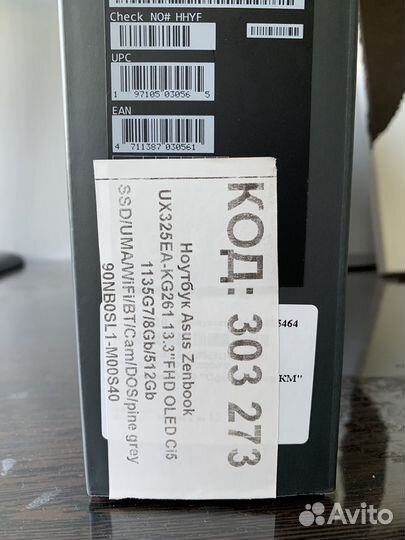 Check NO# HHYF
UPC
1 97105 03056 5
EAN
4 711387 030561
КОД: 303 273
Ноутбук Asus Zenbook
UX325EA-KG261 13.3"FHD OLED Ci5
1135G7/8Gb/512Gb
SSD/UMA/WiFi/BT/Cam/DOS/pine grey
90NB0SL1-M00S40
5464
КМ"
Avito